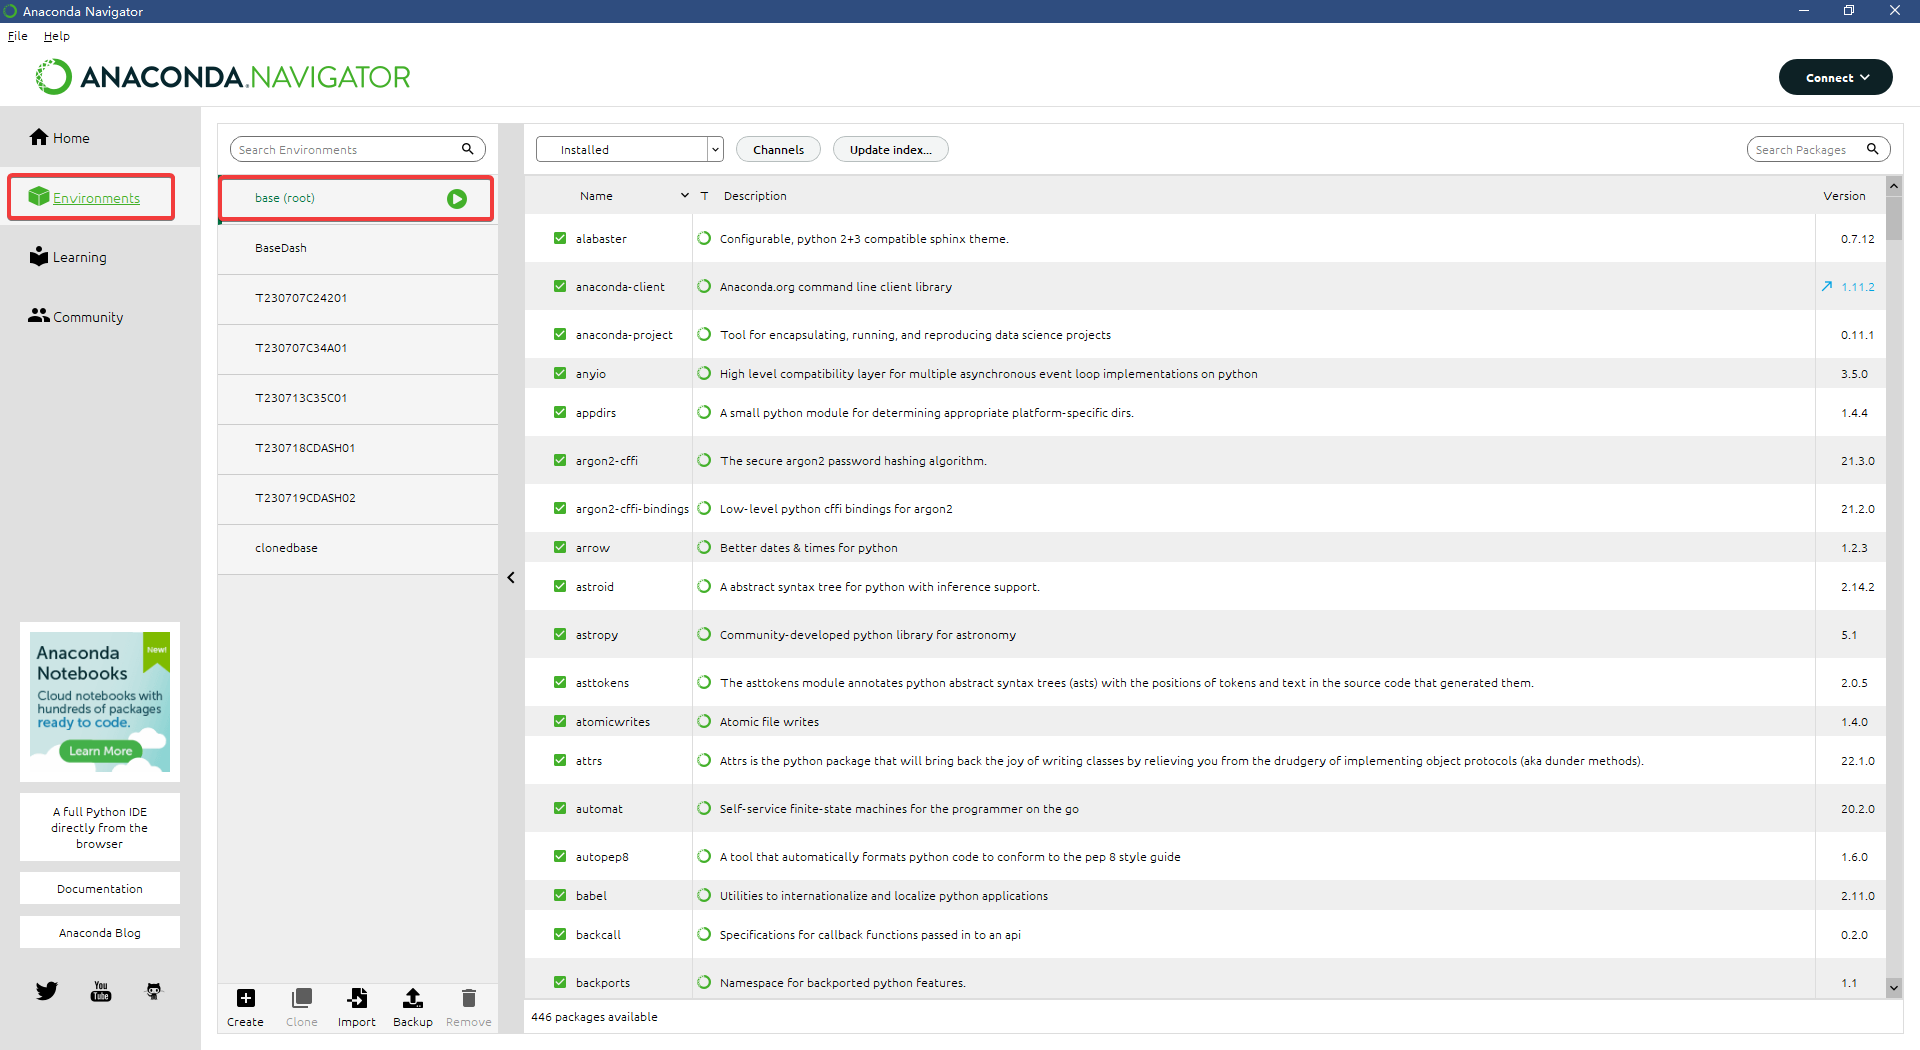 Anaconda Navigator
File Help
ANACONDA.NAVIGATOR
Connect
Home
Environments
Learning
Community
Anaconda
Notebooks
New!
Cloud notebooks with
hundreds of packages
ready to code.
Learn More
A full Python IDE
directly from the
browser
Documentation
Anaconda Blog
You
Tube
Search Environments
base (root)
BaseDash
T230707C24201
T230707C34A01
T230713C35C01
T230718CDASH01
T230719CDASH02
clonedbase
Create Clone Import Backup Remove
Installed Channels Update index... Search Packages
Name T Description Version
alabaster Configurable, python 2+3 compatible sphinx theme. 0.7.12
anaconda-client Anaconda.org command line client library 1.11.2
anaconda-project Tool for encapsulating, running, and reproducing data science projects 0.11.1
anyio High level compatibility layer for multiple asynchronous event loop implementations on python 3.5.0
appdirs A small python module for determining appropriate platform-specific dirs. 1.4.4
argon2-cffi The secure argon2 password hashing algorithm. 21.3.0
argon2-cffi-bindings Low-level python cffi bindings for argon2 21.2.0
arrow Better dates & times for python 1.2.3
astroid A abstract syntax tree for python with inference support. 2.14.2
astropy Community-developed python library for astronomy 5.1
asttokens The asttokens module annotates python abstract syntax trees (asts) with the positions of tokens and text in the source code that generated them. 2.0.5
atomicwrites Atomic file writes 1.4.0
attrs Attrs is the python package that will bring back the joy of writing classes by relieving you from the drudgery of implementing object protocols (aka dunder methods). 22.1.0
automat Self-service finite-state machines for the programmer on the go 20.2.0
autopep8 A tool that automatically formats python code to conform to the pep 8 style guide 1.6.0
babel Utilities to internationalize and localize python applications 2.11.0
backcall Specifications for callback functions passed in to an api 0.2.0
backports Namespace for backported python features. 1.1
446 packages available